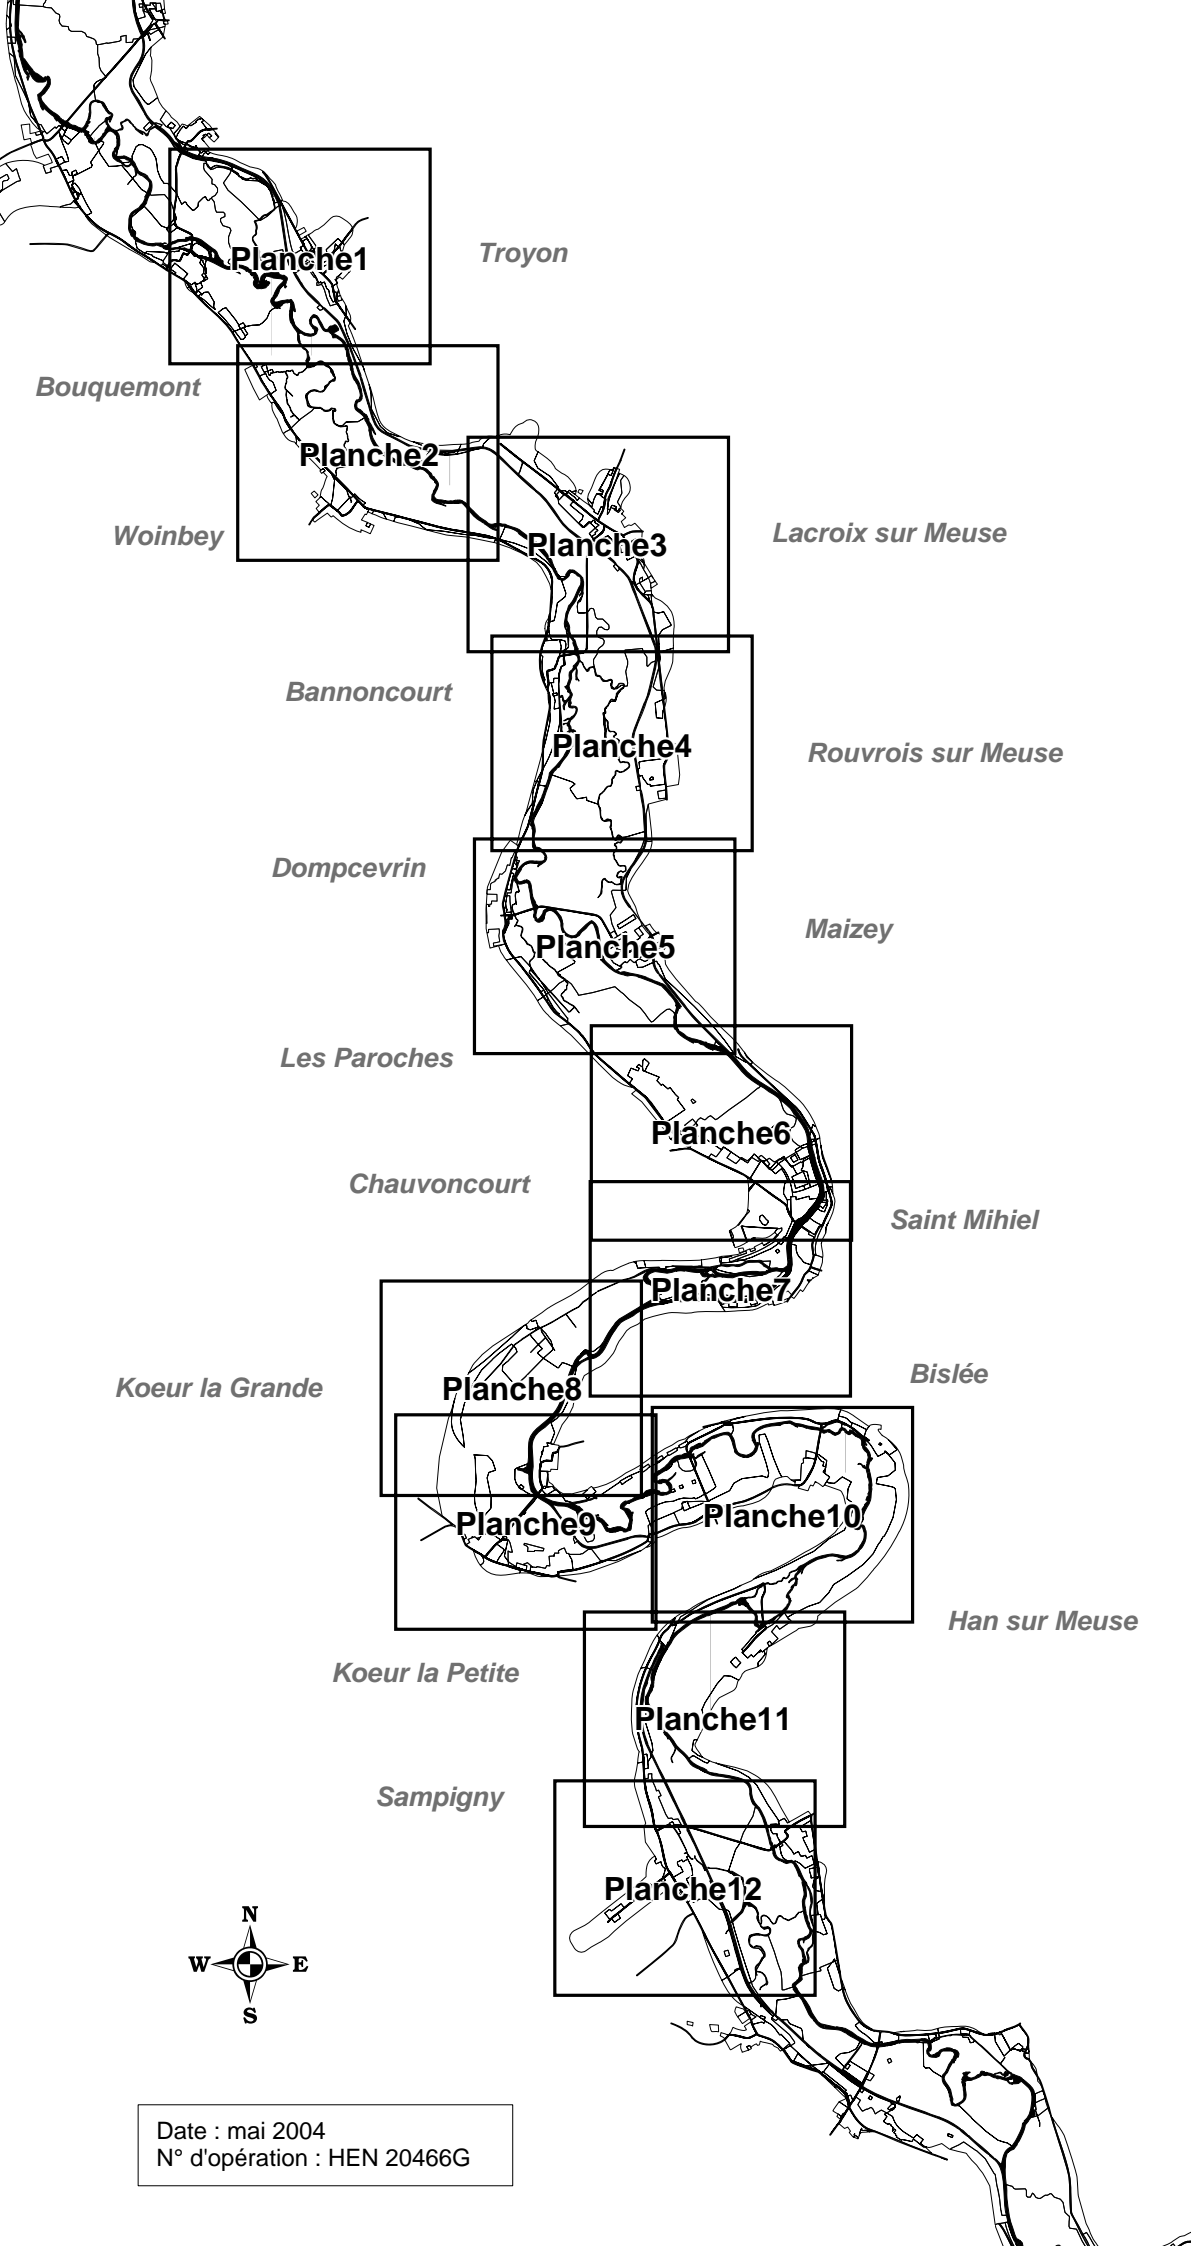 Planche1
Troyon
Bouquemont
Planche2
Woinbey
Lacroix sur Meuse
Planche3
Bannoncourt
Planche4
Rouvrois sur Meuse
Dompcevrin
Maizey
Planche5
Les Paroches
Planche6
Chauvoncourt
Saint Mihiel
Planche7
Bislée
Koeur la Grande
Planche8
Planche10
Planche9
Han sur Meuse
Koeur la Petite
Planche11
Sampigny
Planche12
N
W E
S
Date : mai 2004
N° d'opération : HEN 20466G